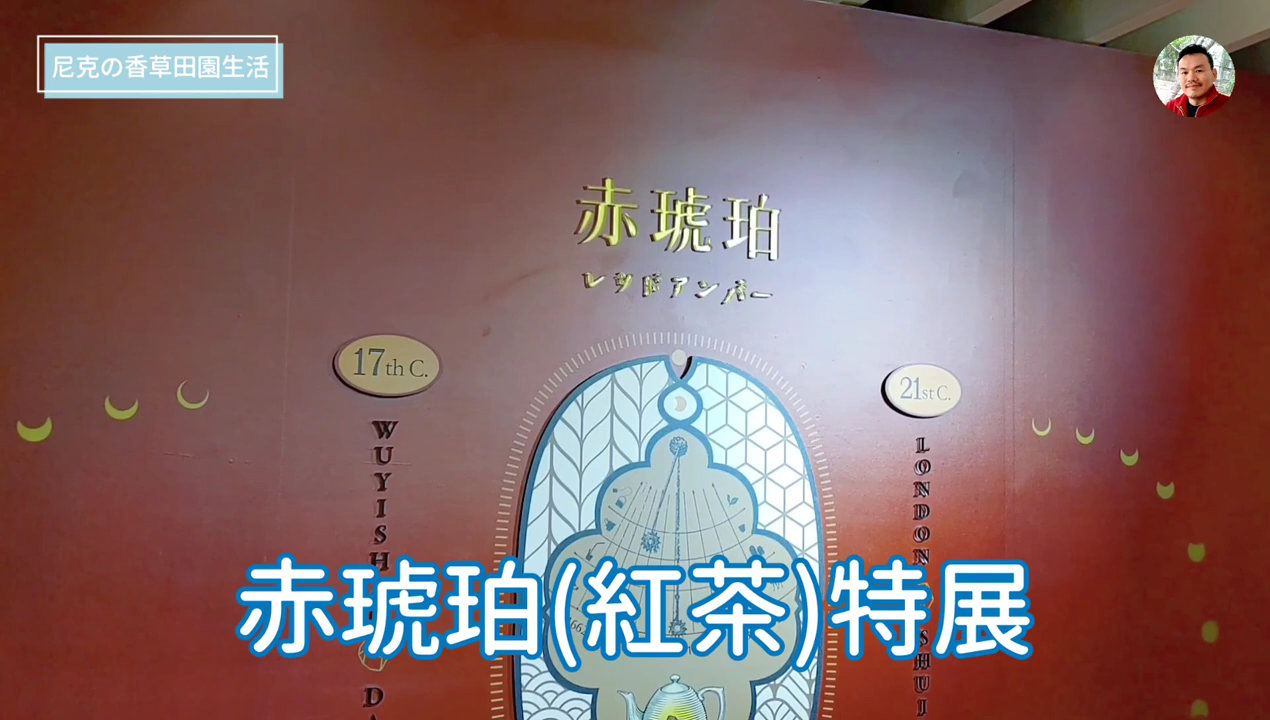 尼克の香草田園生活
赤琥珀
レッドアンバー
17th C.
21st C.
WUYISH
LONDON
SHUI
赤琥珀(紅茶)特展